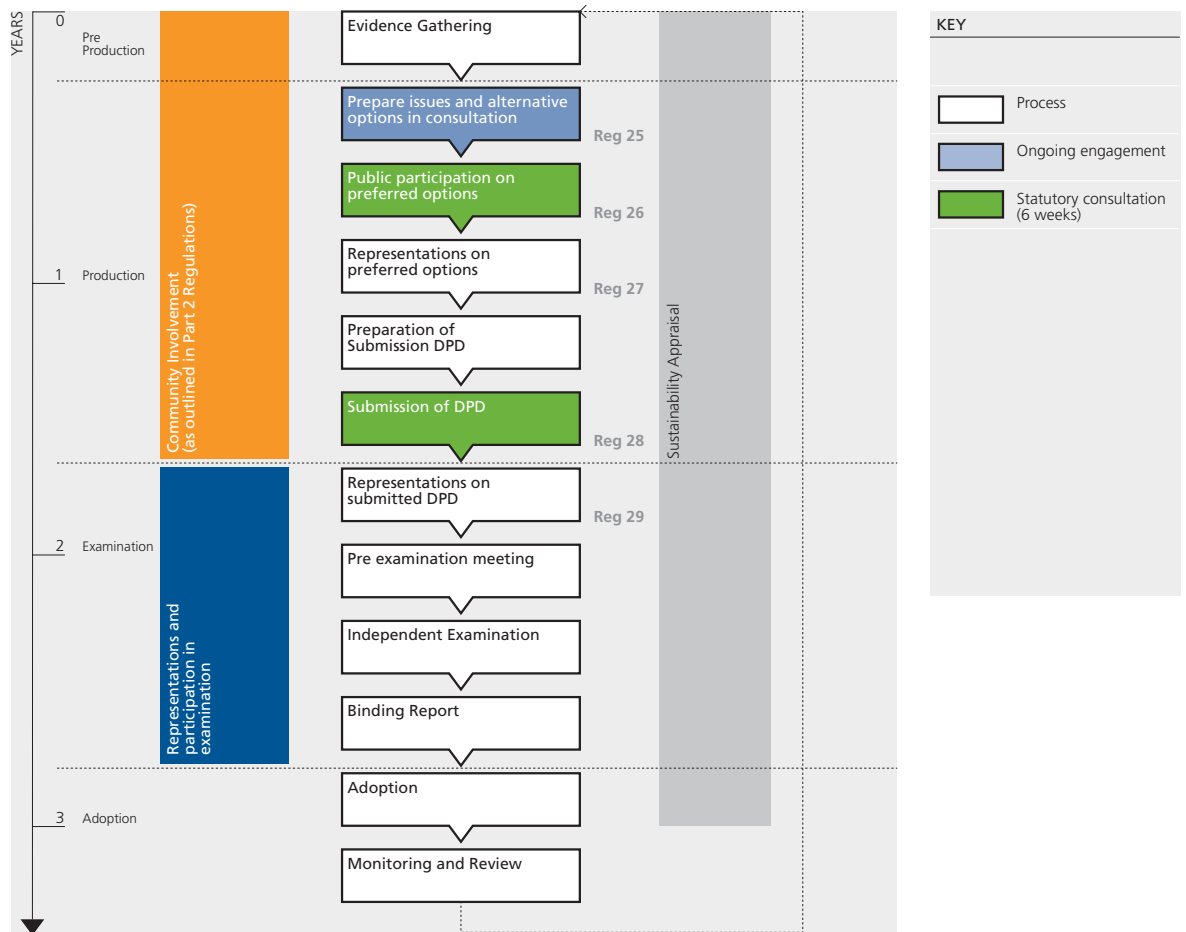 YEARS
0
Pre
Production
1
Production
2
Examination
3
Adoption
Community Involvement
(as outlined in Part 2 Regulations)
Representations and
participation in
examination
Evidence Gathering
Prepare issues and alternative
options in consultation
Reg 25
Public participation on
preferred options
Reg 26
Representations on
preferred options
Reg 27
Preparation of
Submission DPD
Submission of DPD
Reg 28
Representations on
submitted DPD
Reg 29
Pre examination meeting
Independent Examination
Binding Report
Adoption
Monitoring and Review
Sustainability Appraisal
KEY
Process
Ongoing engagement
Statutory consultation
(6 weeks)